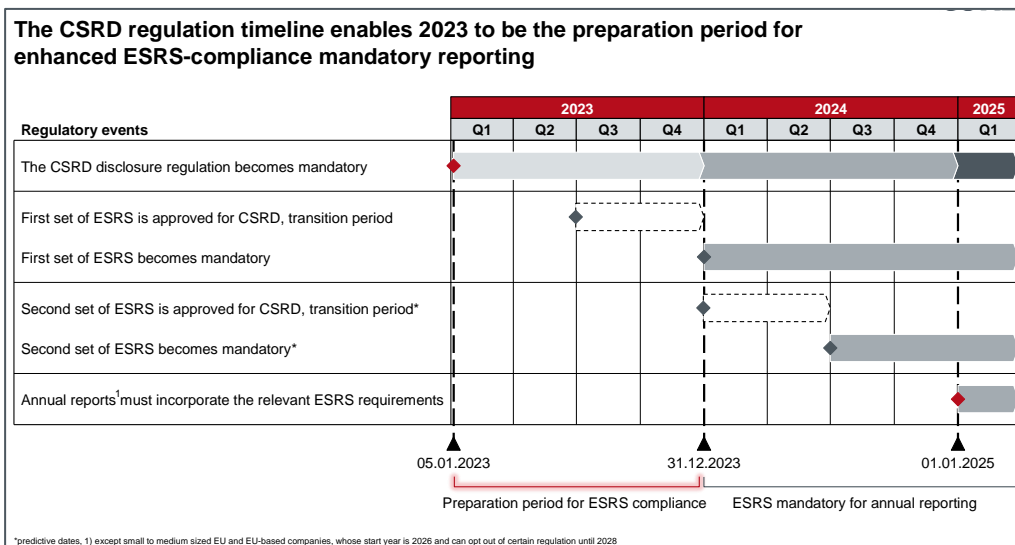 The CSRD regulation timeline enables 2023 to be the preparation period for
enhanced ESRS-compliance mandatory reporting
2023 2024 2025
Regulatory events Q1 Q2 Q3 Q4 Q1 Q2 Q3 Q4 Q1
The CSRD disclosure regulation becomes mandatory
First set of ESRS is approved for CSRD, transition period
First set of ESRS becomes mandatory
Second set of ESRS is approved for CSRD, transition period*
Second set of ESRS becomes mandatory*
Annual reports¹must incorporate the relevant ESRS requirements
05.01.2023 31.12.2023 01.01.2025
Preparation period for ESRS compliance ESRS mandatory for annual reporting
*predictive dates, 1) except small to medium sized EU and EU-based companies, whose start year is 2026 and can opt out of certain regulation until 2028